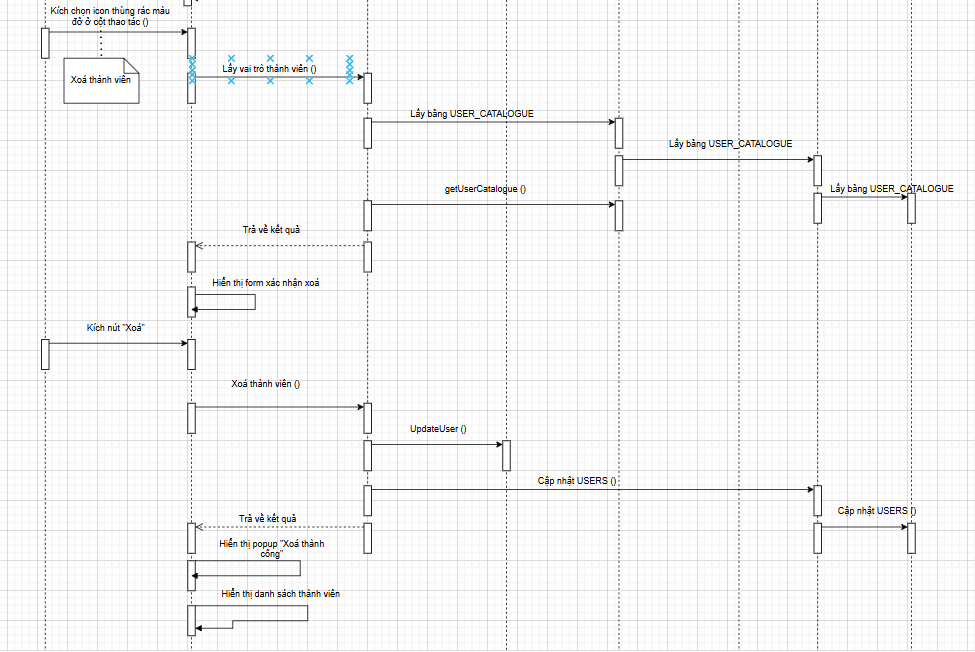 Kích chọn icon thùng rác màu
đỏ ở cột thao tác ()
Xoá thành viên
Lấy vai trò thành viên ()
Lấy bảng USER_CATALOGUE
Lấy bảng USER_CATALOGUE
Lấy bảng USER_CATALOGUE
getUserCatalogue ()
Trả về kết quả
Hiển thị form xác nhận xoá
Kích nút "Xoá"
Xoá thành viên ()
UpdateUser ()
Cập nhật USERS ()
Cập nhật USERS ()
Trả về kết quả
Hiển thị popup "Xoá thành
công"
Hiển thị danh sách thành viên